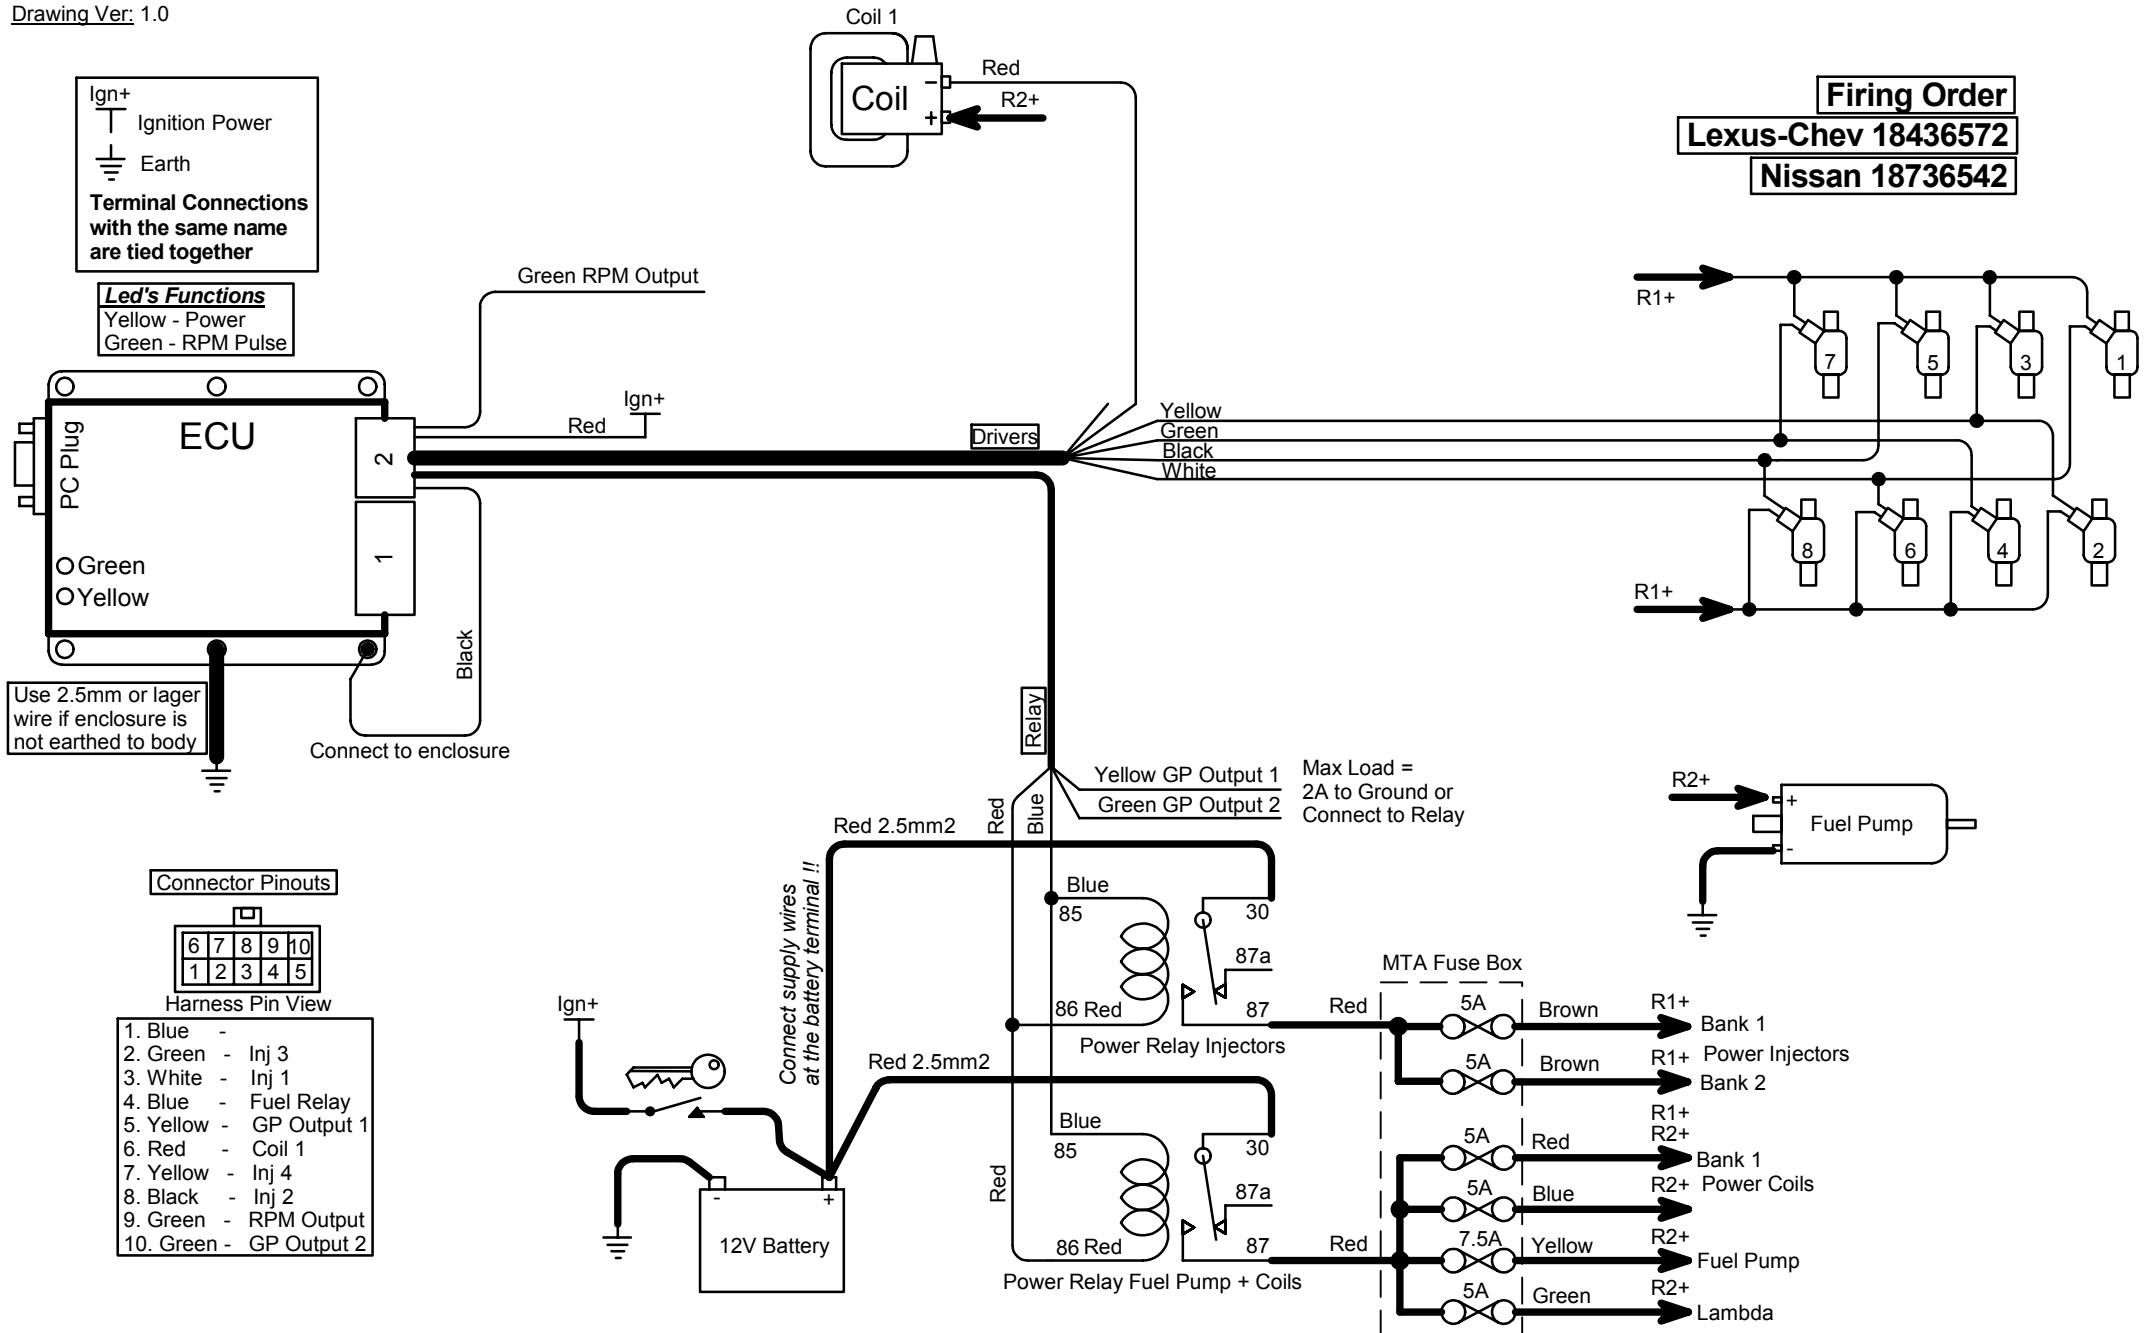 Drawing Ver: 1.0
Ign+
Ignition Power
Earth
Terminal Connections
with the same name
are tied together
Led's Functions
Yellow - Power
Green - RPM Pulse
PC Plug
ECU
2
1
Green
Yellow
Use 2.5mm or lager
wire if enclosure is
not earthed to body
Black
Connect to enclosure
Green RPM Output
Red
Ign+
Coil 1
Coil
-
+
Red
R2+
Drivers
Yellow
Green
Black
White
Firing Order
Lexus-Chev 18436572
Nissan 18736542
R1+
7
5
3
1
8
6
4
2
R1+
Relay
Yellow GP Output 1
Green GP Output 2
Max Load =
2A to Ground or
Connect to Relay
Red
Blue
Red 2.5mm2
Connect supply wires
at the battery terminal !!
Blue
85
30
87a
86 Red
87
Power Relay Injectors
Red 2.5mm2
Blue
85
30
87a
Red
86 Red
87
Power Relay Fuel Pump + Coils
R2+
+
-
Fuel Pump
Connector Pinouts
6 7 8 9 10
1 2 3 4 5
Harness Pin View
1. Blue -
2. Green - Inj 3
3. White - Inj 1
4. Blue - Fuel Relay
5. Yellow - GP Output 1
6. Red - Coil 1
7. Yellow - Inj 4
8. Black - Inj 2
9. Green - RPM Output
10. Green - GP Output 2
Ign+
-
+
12V Battery
MTA Fuse Box
Red
5A
Brown
R1+
Bank 1
Power Injectors
5A
Brown
R1+
Bank 2
R1+
5A
Red
R2+
Bank 1
Power Coils
5A
Blue
R2+
Red
7.5A
Yellow
R2+
Fuel Pump
5A
Green
R2+
Lambda